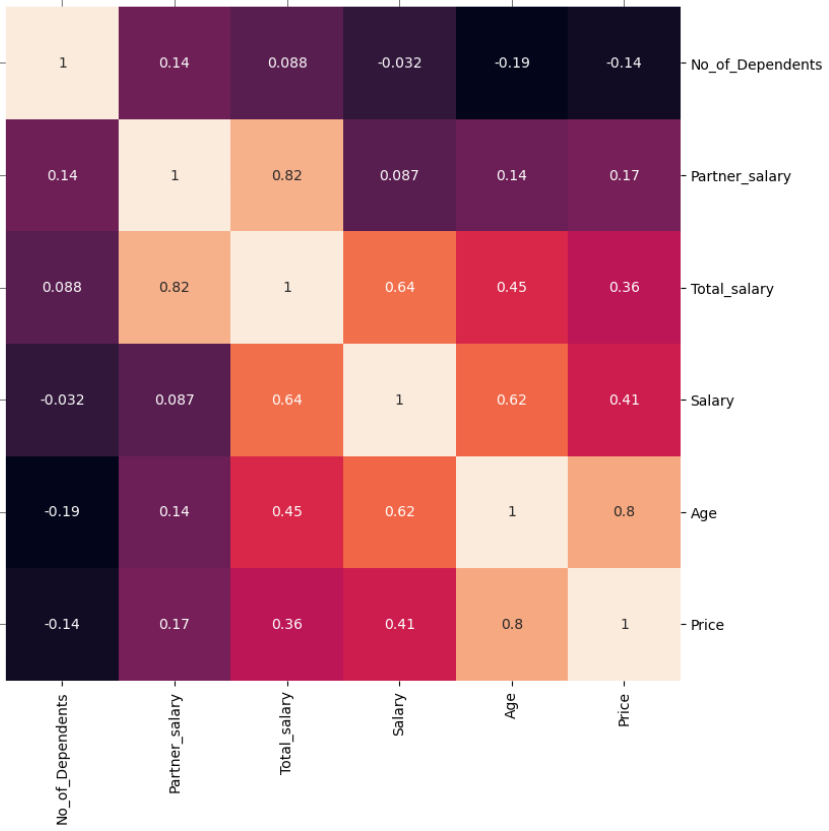 1 0.14 0.088 -0.032 -0.19 -0.14 No_of_Dependents
0.14 1 0.82 0.087 0.14 0.17 Partner_salary
0.088 0.82 1 0.64 0.45 0.36 Total_salary
-0.032 0.087 0.64 1 0.62 0.41 Salary
-0.19 0.14 0.45 0.62 1 0.8 Age
-0.14 0.17 0.36 0.41 0.8 1 Price
No_of_Dependents
Partner_salary
Total_salary
Salary
Age
Price